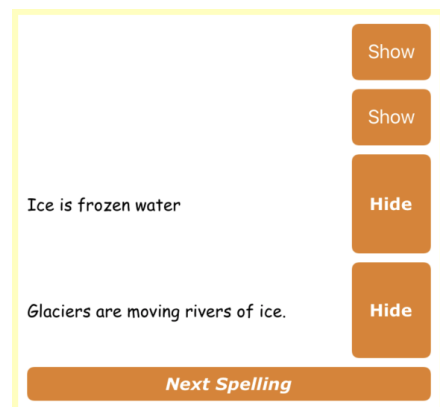 Show
Show
Ice is frozen water
Hide
Glaciers are moving rivers of ice.
Hide
Next Spelling